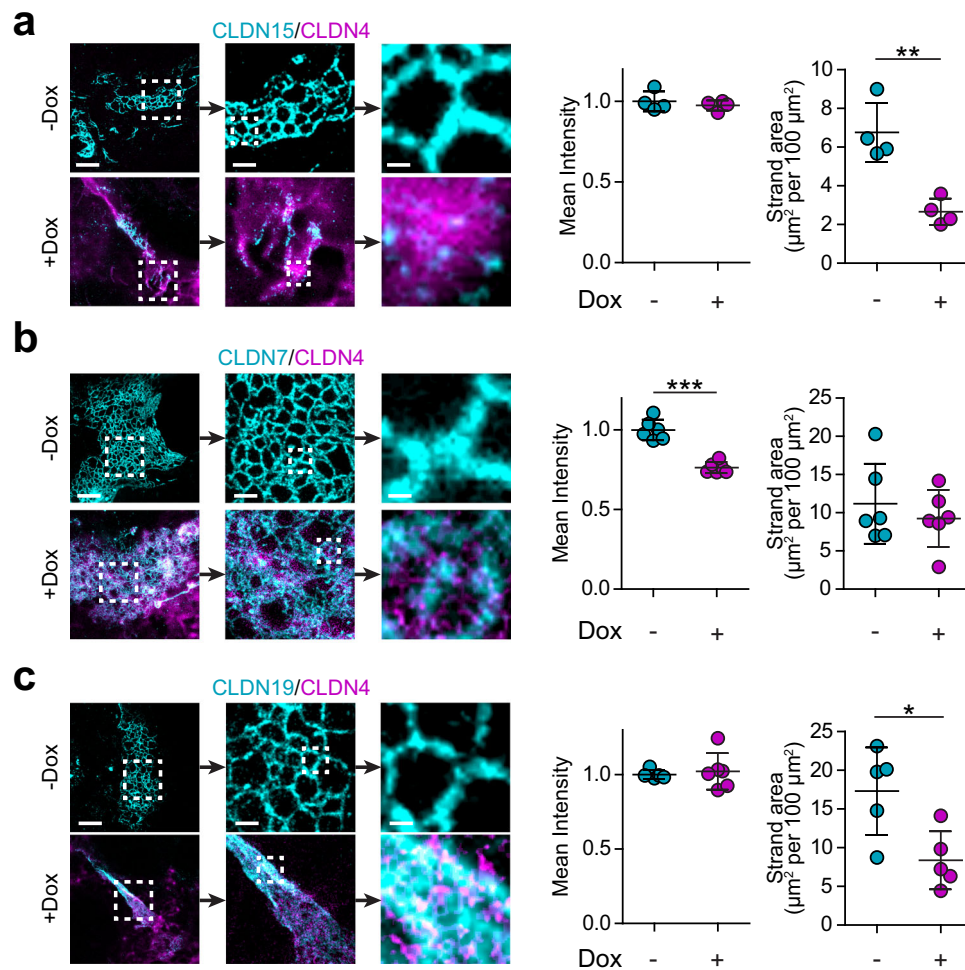 a
CLDN15/CLDN4
-Dox
+Dox
Mean Intensity
1.0
0.5
0.0
Dox - +
Strand area
(µm² per 100 µm²)
10
8
6
4
2
0
**
- +
b
CLDN7/CLDN4
-Dox
+Dox
Mean Intensity
1.0
0.5
0.0
***
Dox - +
Strand area
(µm² per 100 µm²)
25
20
15
10
5
0
- +
c
CLDN19/CLDN4
-Dox
+Dox
Mean Intensity
1.0
0.5
0.0
Dox - +
Strand area
(µm² per 100 µm²)
25
20
15
10
5
0
*
- +